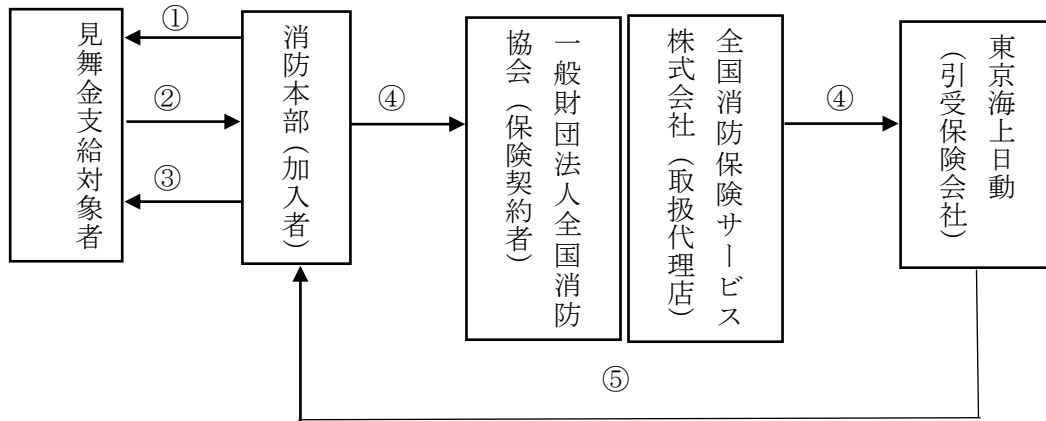 見舞金支給対象者
①
②
③
消防本部（加入者）
④
一般財団法人全国消防
協会（保険契約者）
全国消防保険サービス
株式会社（取扱代理店）
④
東京海上日動
（引受保険会社）
⑤